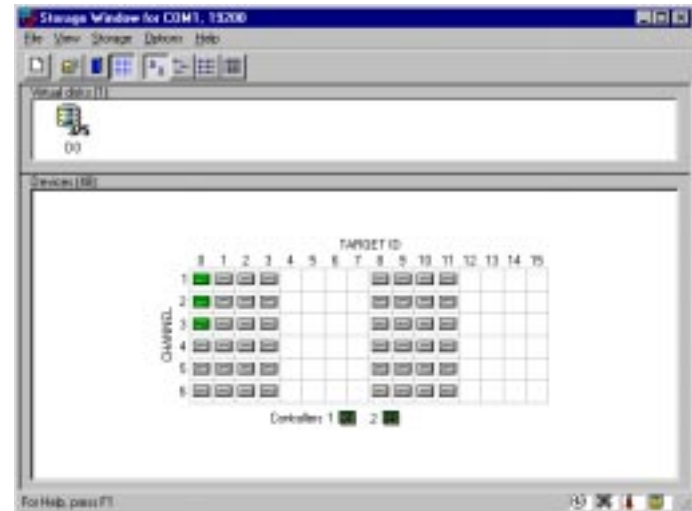 Storage Window for COM1, 19200
File View Storage Options Help
Virtual disks (1)
D0
Devices (48)
TARGET ID
0 1 2 3 4 5 6 7 8 9 10 11 12 13 14 15
CHANNEL
1
2
3
4
5
6
Controllers 1 2
For Help, press F1